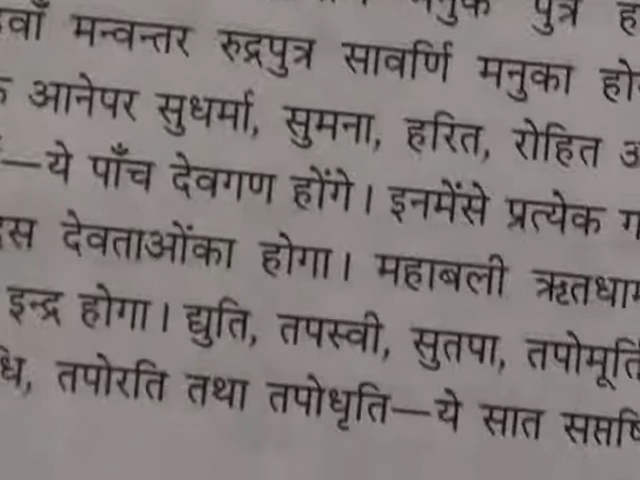 मनुके पुत्र
मन्वन्तर रुद्रपुत्र सावर्णि मनुका
आनेपर सुधर्मा, सुमना, हरित, रोहित
—ये पाँच देवगण होंगे। इनमेंसे प्रत्येक
देवताओंका होगा। महाबली ऋतधाम
इन्द्र होगा। द्युति, तपस्वी, सुतपा, तपोमूर्ति
तपोरति तथा तपोधृति—ये सात सप्तर्षि